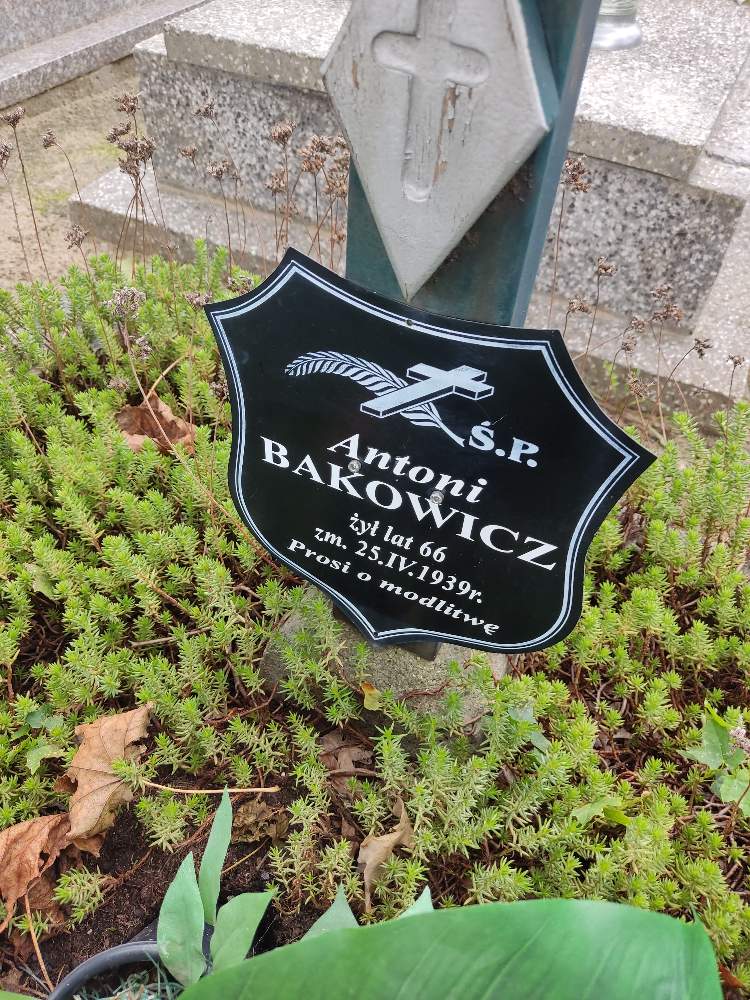 Ś.P.
Antoni
BAKOWICZ
żył lat 66
zm. 25.IV.1939r.
Prosi o modlitwę